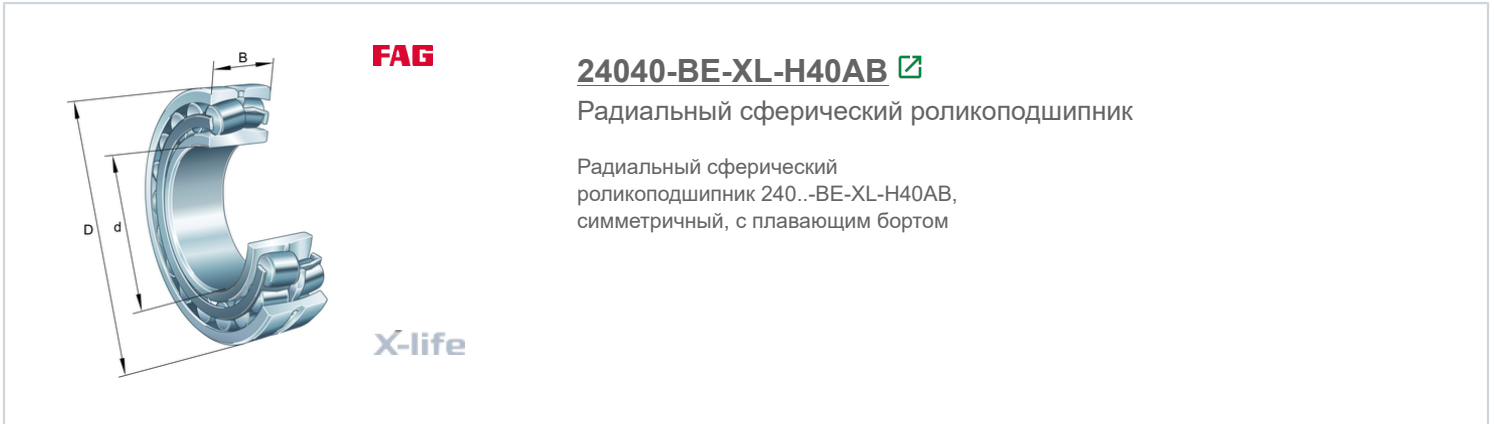 B
D
d
FAG
X-life
24040-BE-XL-H40AB
Радиальный сферический роликоподшипник
Радиальный сферический
роликоподшипник 240..-BE-XL-H40AB,
симметричный, с плавающим бортом